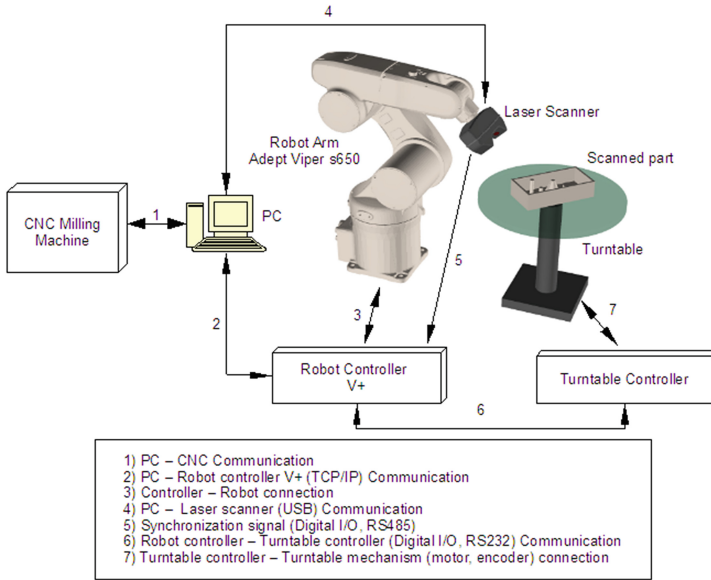 4
Laser Scanner
Robot Arm
Adept Viper s650
Scanned part
CNC Milling
Machine
1
PC
Turntable
5
7
2
3
Robot Controller
V+
Turntable Controller
6
1) PC – CNC Communication
2) PC – Robot controller V+ (TCP/IP) Communication
3) Controller – Robot connection
4) PC – Laser scanner (USB) Communication
5) Synchronization signal (Digital I/O, RS485)
6) Robot controller – Turntable controller (Digital I/O, RS232) Communication
7) Turntable controller – Turntable mechanism (motor, encoder) connection